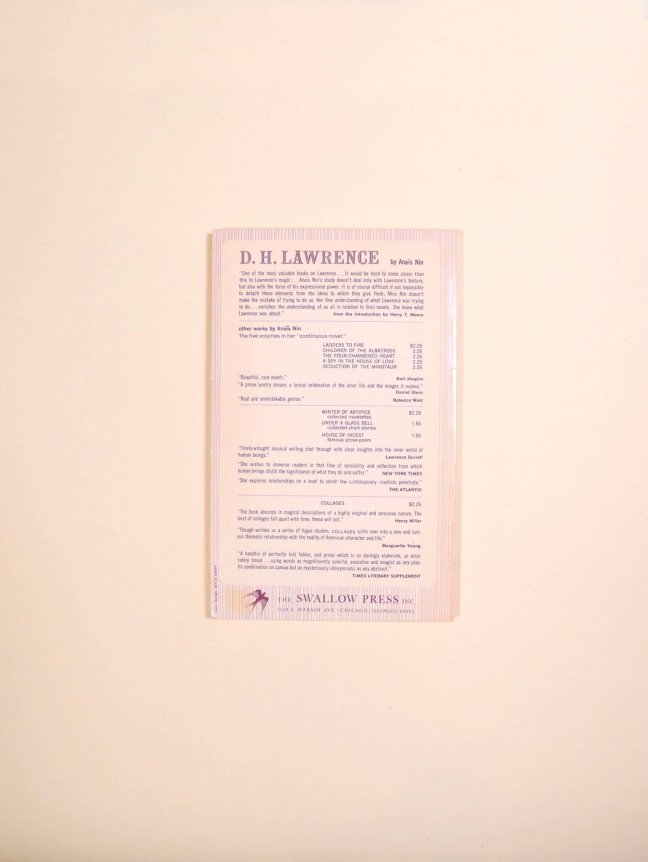 D. H. LAWRENCE by Anaïs Nin
"One of the most valuable books on Lawrence . . . It would be hard to come closer than
this to Lawrence's magic . . . Anaïs Nin's study doesn't deal only with Lawrence's texture,
but also with the force of his expressional power. It is of course difficult if not impossible
to detach these elements from the ideas to which they give flesh; Miss Nin doesn't
make the mistake of trying to do so. Her fine understanding of what Lawrence was trying
to do . . . enriches the understanding of us all in relation to (his) novels. She knew what
Lawrence was about." from the Introduction by Harry T. Moore
other works by Anaïs Nin
The five volumes in her "continuous novel:"
LADDERS TO FIRE $2.25
CHILDREN OF THE ALBATROSS 2.25
THE FOUR-CHAMBERED HEART 2.25
A SPY IN THE HOUSE OF LOVE 2.25
SEDUCTION OF THE MINOTAUR 2.25
"Beautiful, rare novels."
Karl Shapiro
"A prose/poetry dream: a lyrical celebration of the inner life and the images it evokes."
Daniel Stern
"Real and unmistakable genius."
Rebecca West
WINTER OF ARTIFICE $2.25
collected novelettes
UNDER A GLASS BELL 1.50
collected short stories
HOUSE OF INCEST 1.50
famous prose-poem
"Finely-wrought musical writing shot through with clear insights into the inner world of
human beings."
Lawrence Durrell
"She wishes to immerse readers in that flow of sensibility and reflection from which
human beings distill the significance of what they do and suffer." NEW YORK TIMES
"She explores relationships on a level to which few contemporary novelists penetrate."
THE ATLANTIC
COLLAGES $2.25
"The book abounds in magical descriptions of a highly original and sensuous nature. The
best of collages fall apart with time; these will not."
Henry Miller
"Though written as a series of fugue studies, COLLAGES spills over into a new and curi-
ous thematic relationship with the reality of American character and life."
Marguerite Young
"A handful of perfectly told fables, and prose which is so daringly elaborate, so accu-
rately timed . . . using words as magnificently colorful, evocative and imagist as any plas-
tic combination on canvas but as mysteriously idiosyncratic as any abstract."
TIMES LITERARY SUPPLEMENT
THE SWALLOW PRESS INC
1139 S. WABASH AVE · CHICAGO, ILLINOIS 60605